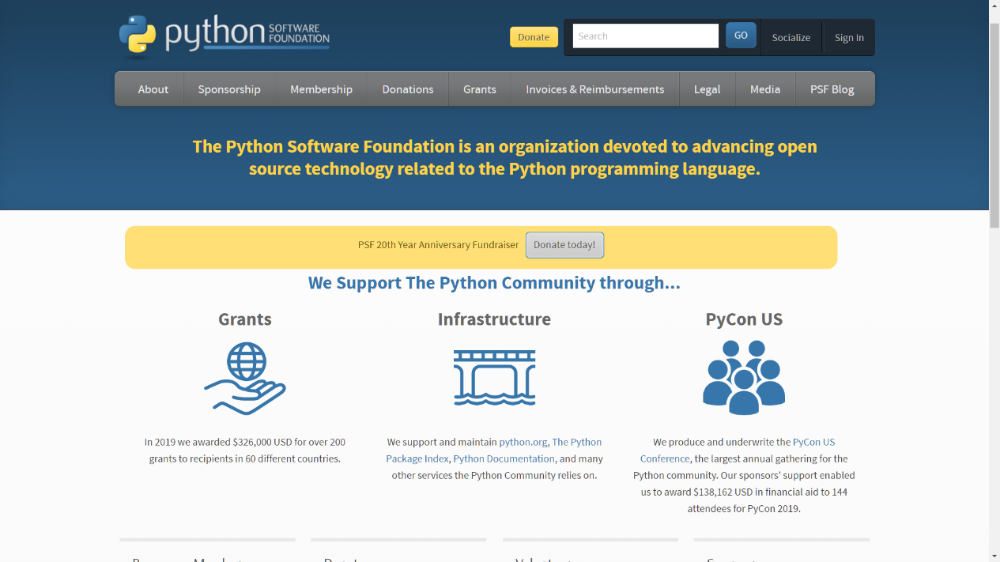 python SOFTWARE FOUNDATION
Donate
Search
GO
Socialize
Sign In
About
Sponsorship
Membership
Donations
Grants
Invoices & Reimbursements
Legal
Media
PSF Blog
The Python Software Foundation is an organization devoted to advancing open
source technology related to the Python programming language.
PSF 20th Year Anniversary Fundraiser
Donate today!
We Support The Python Community through...
Grants
In 2019 we awarded $326,000 USD for over 200
grants to recipients in 60 different countries.
Infrastructure
We support and maintain python.org, The Python
Package Index, Python Documentation, and many
other services the Python Community relies on.
PyCon US
We produce and underwrite the PyCon US
Conference, the largest annual gathering for the
Python community. Our sponsors’ support enabled
us to award $138,162 USD in financial aid to 144
attendees for PyCon 2019.